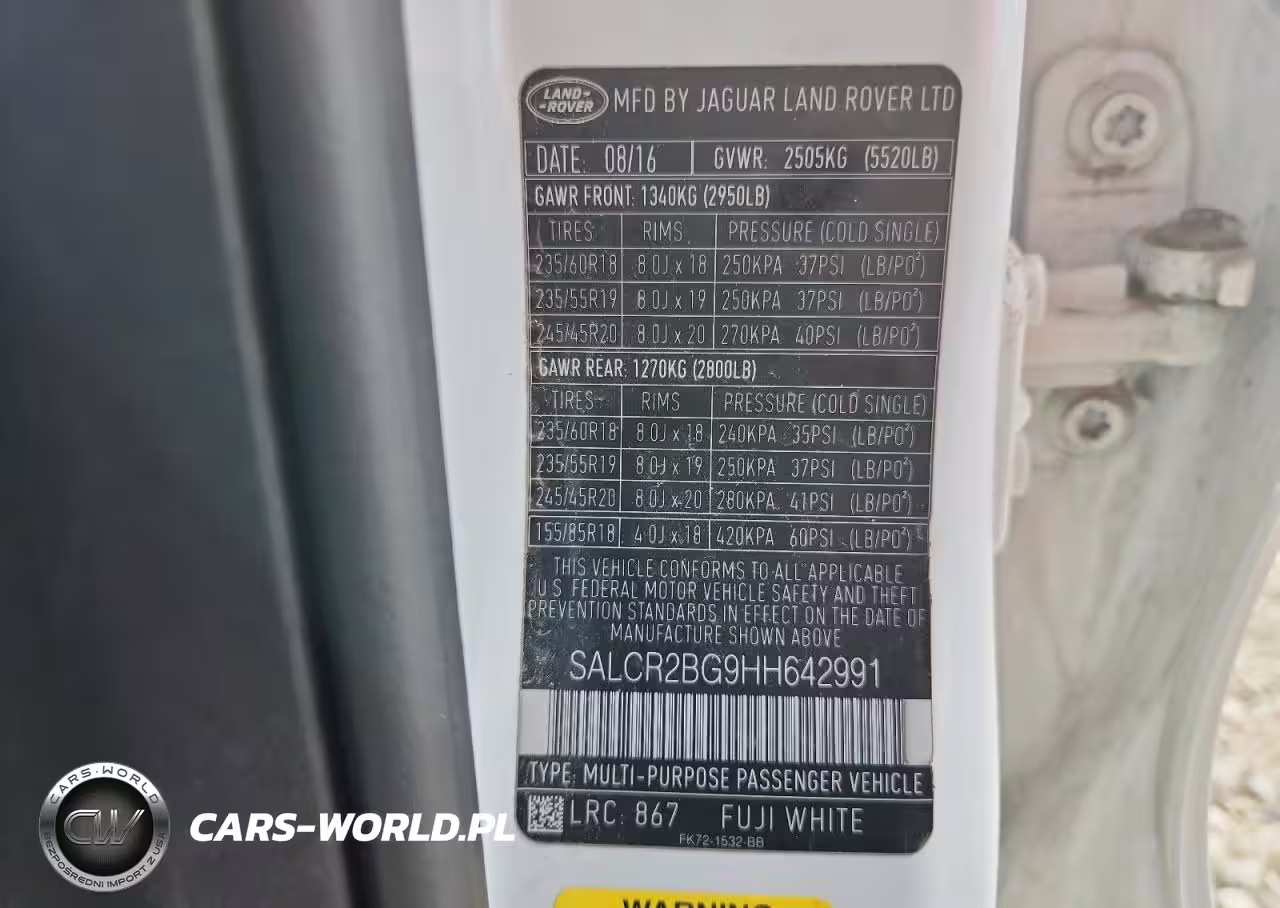 LAND-
-ROVER
MFD BY JAGUAR LAND ROVER LTD
DATE: 08/16 GVWR: 2505KG (5520LB)
GAWR FRONT: 1340KG (2950LB)
TIRES RIMS PRESSURE (COLD SINGLE)
235/60R18 8.0J x 18 250KPA 37PSI (LB/PO²)
235/55R19 8.0J x 19 250KPA 37PSI (LB/PO²)
245/45R20 8.0J x 20 270KPA 40PSI (LB/PO²)
GAWR REAR: 1270KG (2800LB)
TIRES RIMS PRESSURE (COLD SINGLE)
235/60R18 8.0J x 18 240KPA 35PSI (LB/PO²)
235/55R19 8.0J x 19 250KPA 37PSI (LB/PO²)
245/45R20 8.0J x 20 280KPA 41PSI (LB/PO²)
155/85R18 4.0J x 18 420KPA 60PSI (LB/PO²)
THIS VEHICLE CONFORMS TO ALL APPLICABLE
U.S. FEDERAL MOTOR VEHICLE SAFETY AND THEFT
PREVENTION STANDARDS IN EFFECT ON THE DATE OF
MANUFACTURE SHOWN ABOVE
SALCR2BG9HH642991
TYPE: MULTI-PURPOSE PASSENGER VEHICLE
LRC: 867 FUJI WHITE
FK72-1532-BB
WARNING
CARS-WORLD
CW
BEZPOŚREDNI IMPORT Z USA
CARS-WORLD.PL